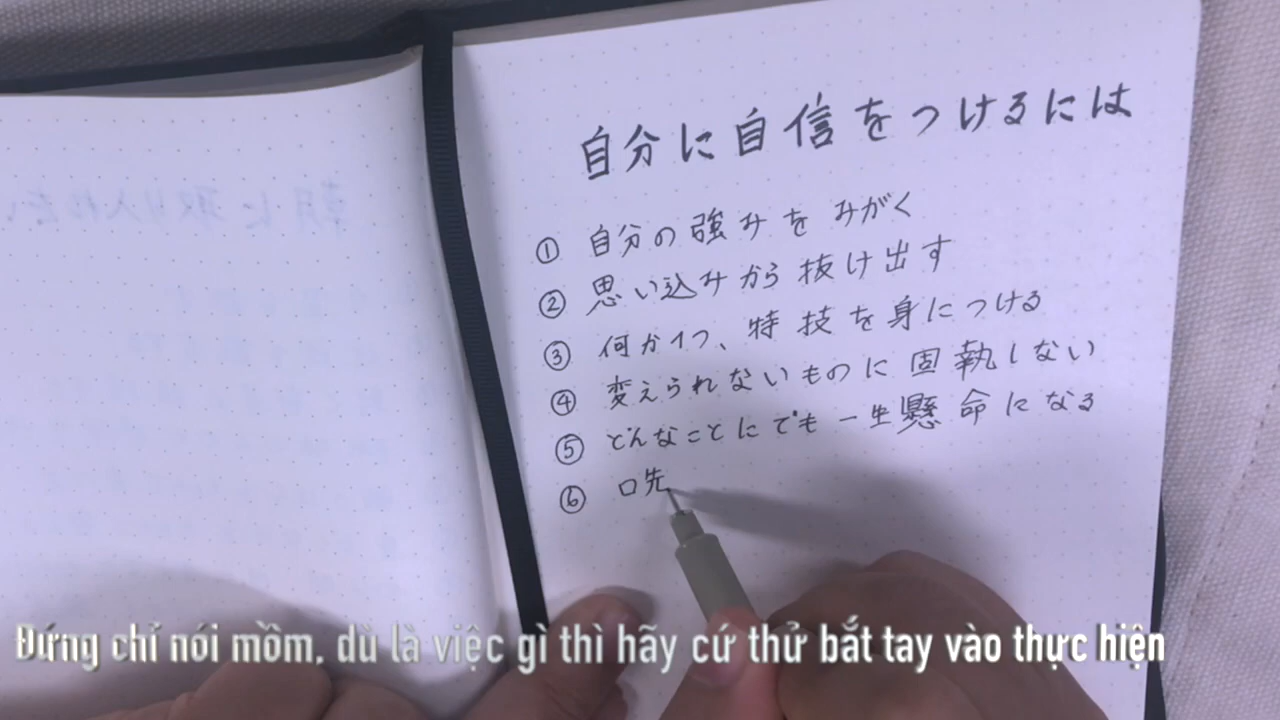 自分に自信をつけるには
① 自分の強みをみがく
② 思い込みから抜け出す
③ 何か1つ、特技を身につける
④ 変えられないものに固執しない
⑤ どんなことにでも一生懸命になる
⑥ 口先
Đứng chỉ nói mồm, dù là việc gì thì hãy cứ thử bắt tay vào thực hiện